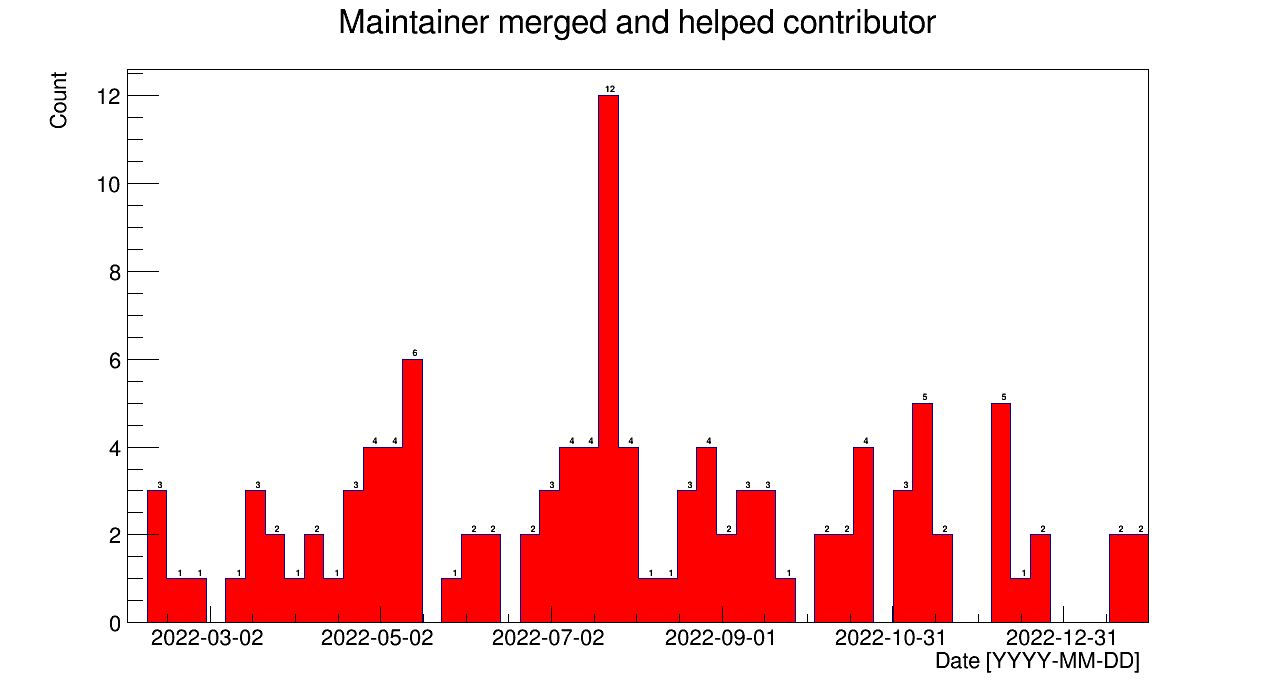 Maintainer merged and helped contributor
Count
12
10
8
6
4
2
0
3 1 1 1 3 2 1 2 1 3 4 4 6 1 2 2 2 3 4 4 12 4 1 1 3 4 2 3 3 1 2 2 4 3 5 2 5 1 2 2 2
2022-03-02 2022-05-02 2022-07-02 2022-09-01 2022-10-31 2022-12-31
Date [YYYY-MM-DD]